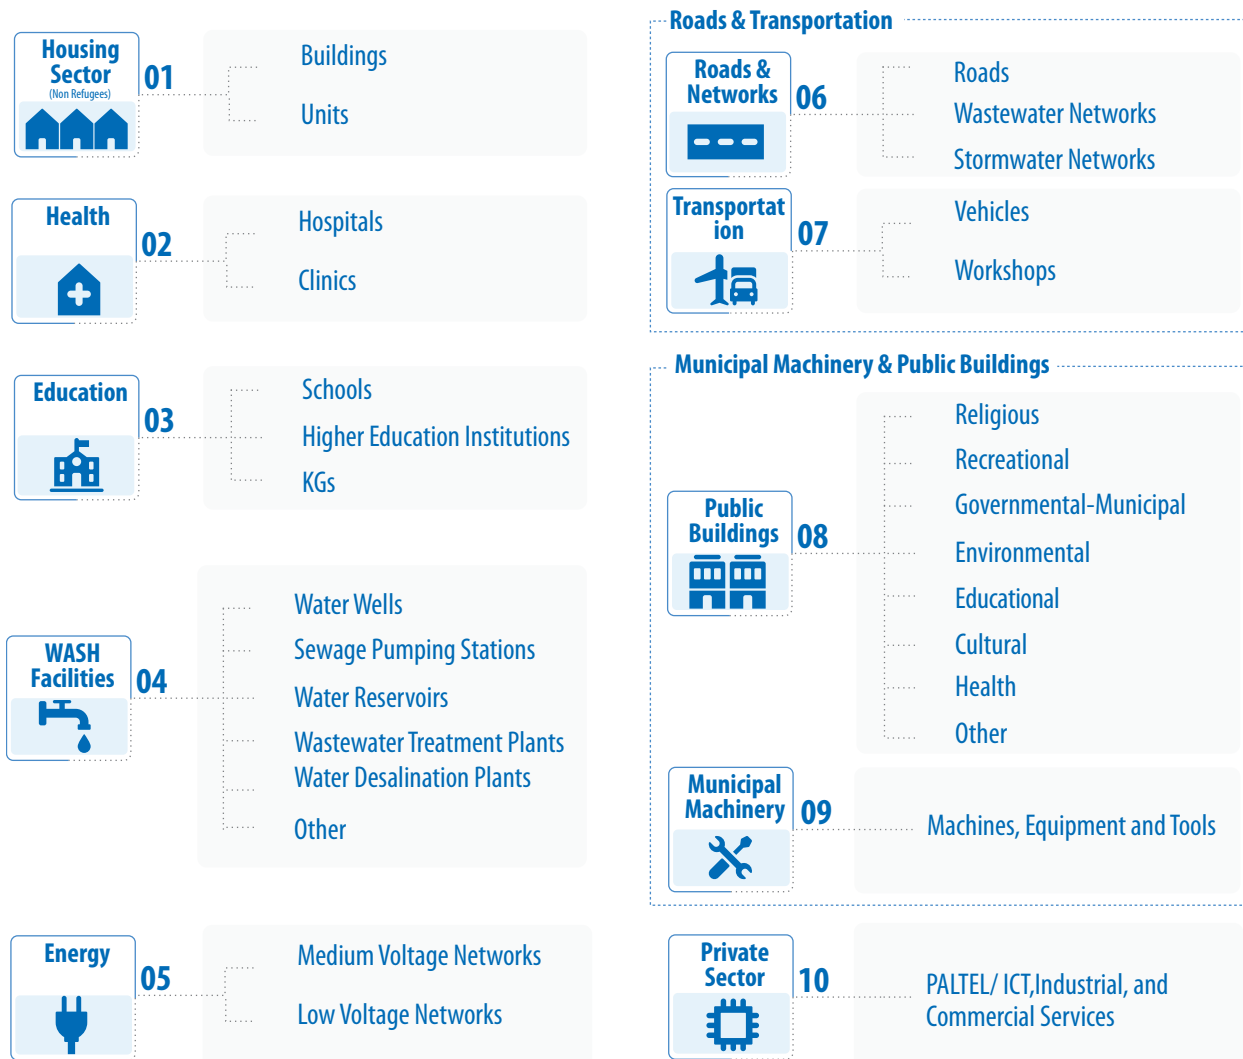 Housing
Sector
(Non Refugees)
01
Buildings
Units
Health
02
Hospitals
Clinics
Education
03
Schools
Higher Education Institutions
KGs
WASH
Facilities
04
Water Wells
Sewage Pumping Stations
Water Reservoirs
Wastewater Treatment Plants
Water Desalination Plants
Other
Energy
05
Medium Voltage Networks
Low Voltage Networks
Roads & Transportation
Roads &
Networks
06
Roads
Wastewater Networks
Stormwater Networks
Transportat
ion
07
Vehicles
Workshops
Municipal Machinery & Public Buildings
Public
Buildings
08
Religious
Recreational
Governmental-Municipal
Environmental
Educational
Cultural
Health
Other
Municipal
Machinery
09
Machines, Equipment and Tools
Private
Sector
10
PALTEL/ ICT,Industrial, and
Commercial Services